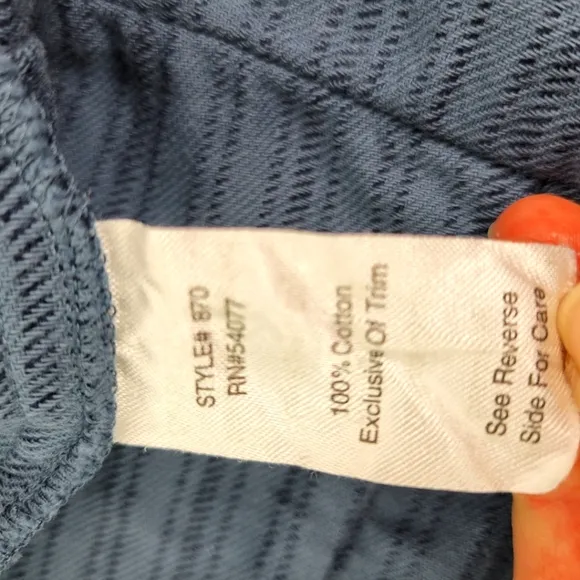 STYLE# 870
RN#54077
100% Cotton
Exclusive Of Trim
See Reverse
Side For Care